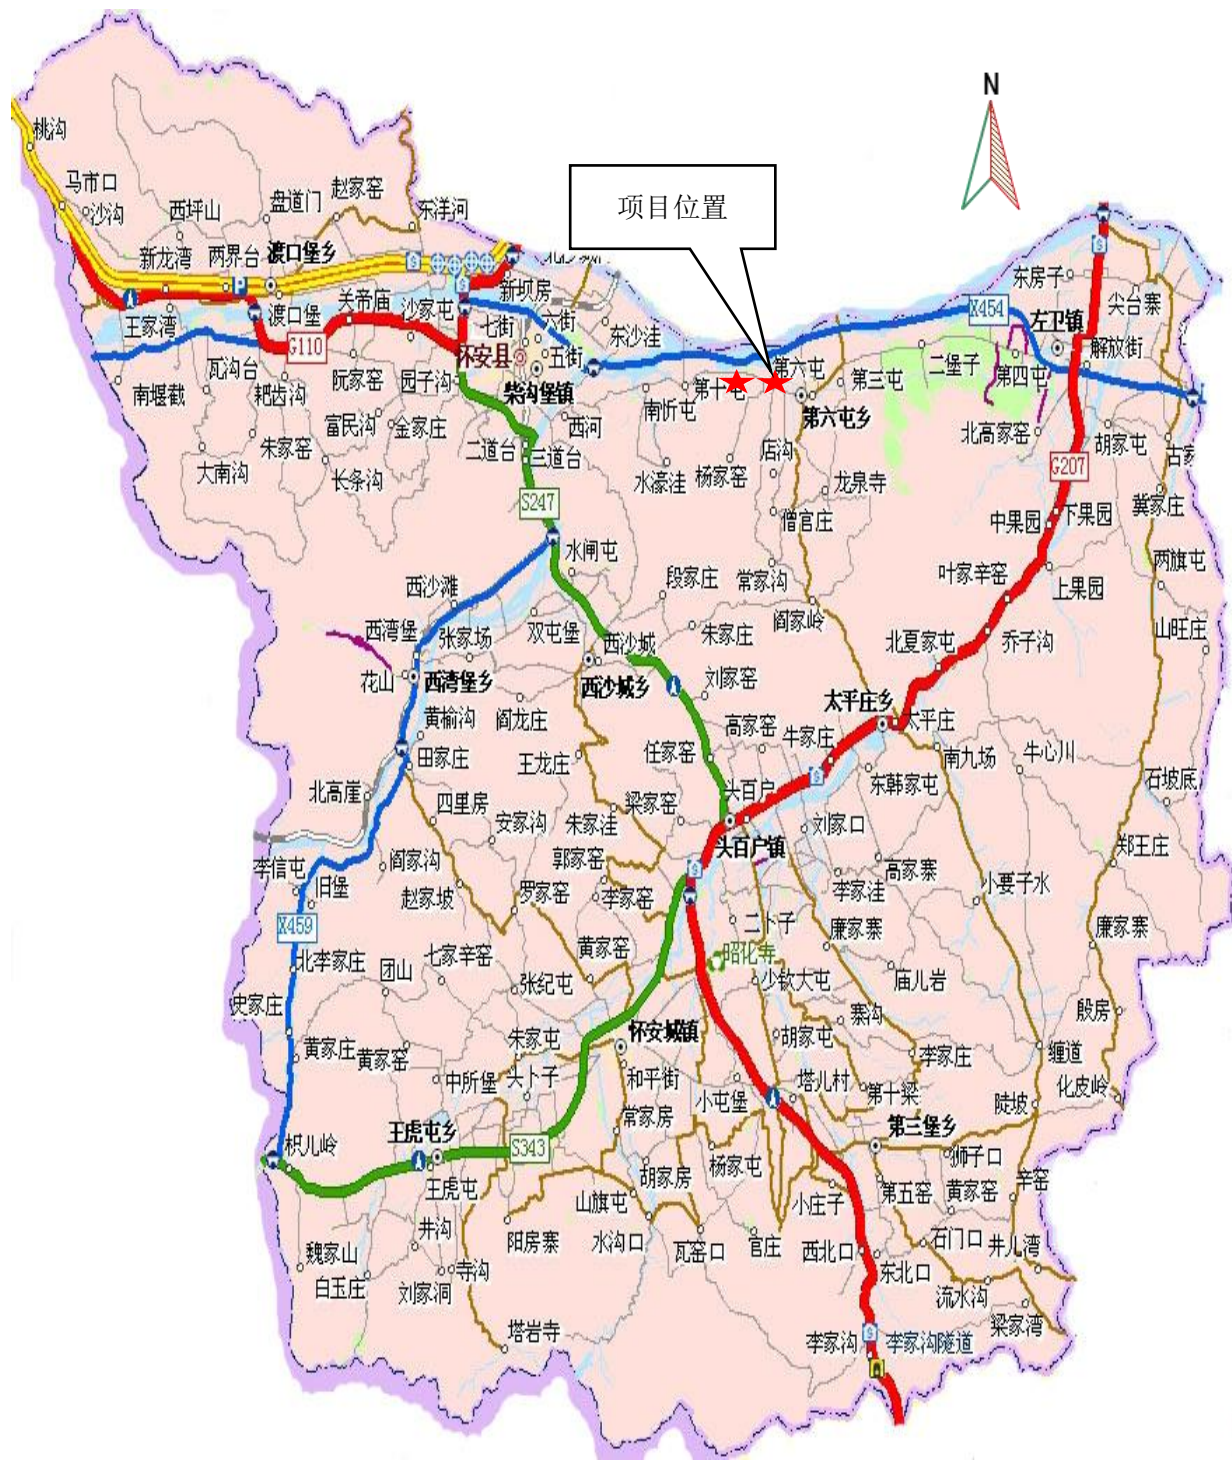 N
桃沟
马市口
沙沟
西坪山
盘道门
赵家窑
东洋河
项目位置
新龙湾
两界台
渡口堡乡
新坝房
东房子
尖台寨
王家湾
渡口堡
关帝庙
沙家屯
七街
六街
东沙洼
X454
左卫镇
解放街
G110
怀安县
五街
第六屯
二堡子
第四屯
瓦沟台
阮家窑
园子沟
柴沟堡镇
第十屯
第三屯
南堰截
耗齿沟
南忻屯
第六屯乡
富民沟
金家庄
西河
北高家窑
胡家屯
朱家窑
二道台
三道台
店沟
大南沟
长条沟
水濠洼
杨家窑
龙泉寺
G207
S247
僧官庄
中果园
下果园
冀家庄
水闸屯
常家沟
叶家辛窑
上果园
两旗屯
西沙滩
段家庄
阎家岭
西湾堡
张家场
双屯堡
西沙城
朱家庄
北夏家屯
乔子沟
山旺庄
花山
西湾堡乡
西沙城乡
刘家窑
太平庄乡
太平庄
黄榆沟
阎龙庄
高家窑
牛家庄
田家庄
王龙庄
任家窑
东韩家屯
南九场
牛心川
石坡底
北高崖
四里房
安家沟
朱家洼
梁家窑
头百户
刘家口
头百户镇
郑王庄
李信屯
旧堡
阎家沟
赵家坡
罗家窑
郭家窑
李家窑
高家寨
李家洼
小要子水
X459
二卜子
廉家寨
廉家寨
北李家庄
团山
七家辛窑
黄家窑
昭化寺
张纪屯
少钦大屯
庙儿岩
史家庄
寨沟
殷房
黄家庄
黄家窑
朱家屯
怀安城镇
胡家屯
李家庄
缠道
中所堡
头卜子
和平街
小屯堡
塔儿村
第十梁
陡坡
化皮岭
枳儿岭
王虎屯乡
S343
常家房
第三堡乡
王虎屯
胡家房
杨家屯
狮子口
井沟
山旗屯
小庄子
第五窑
黄家窑
辛窑
魏家山
阳房寨
水沟口
瓦窑口
官庄
西北口
石门口
井儿湾
白玉庄
刘家洞
寺沟
东北口
流水沟
塔岩寺
李家沟
李家沟隧道
梁家湾